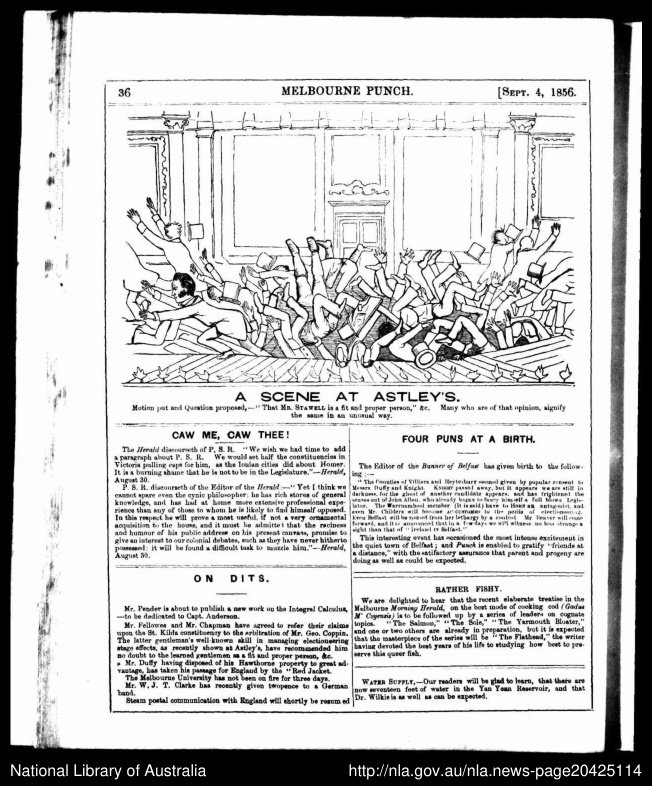 36
MELBOURNE PUNCH.
[SEPT. 4, 1856.
A SCENE AT ASTLEY'S.
Motion put and Question proposed,—"That MR. STAWELL is a fit and proper person," &c. Many who are of that opinion, signify
the same in an unusual way.
CAW ME, CAW THEE!
The Herald discourseth of P. S. R. "We wish we had time to add
a paragraph about P. S. R. We would set half the constituencies in
Victoria pulling caps for him, as the Ionian cities did about Homer.
It is a burning shame that he is not to be in the Legislature."—Herald,
August 30.
P. S. R. discourseth of the Editor of the Herald:—"Yet I think we
cannot spare even the cynic philosopher; he has rich stores of general
knowledge, and has had at home more extensive professional expe-
rience than any of those to whom he is likely to find himself opposed.
In this respect he will prove a most useful, if not a very ornamental
acquisition to the house, and it must be admitted that the raciness
and humour of his public address on his present canvass, promise to
give an interest to our colonial debates, such as they have never hitherto
possessed: it will be found a difficult task to muzzle him."—Herald,
August 30.
ON DITS.
Mr. Pender is about to publish a new work on the Integral Calculus,
—to be dedicated to Capt. Anderson.
Mr. Fellowes and Mr. Chapman have agreed to refer their claims
upon the St. Kilda constituency to the arbitration of Mr. Geo. Coppin.
The latter gentleman's well-known skill in managing electioneering
stage effects, as recently shown at Astley's, have recommended him
no doubt to the learned gentlemen as a fit and proper person, &c.
Mr. Duffy having disposed of his Hawthorne property to great ad-
vantage, has taken his passage for England by the "Red Jacket.
The Melbourne University has not been on fire for three days.
Mr. W. J. T. Clarke has recently given twopence to a German
band.
Steam postal communication with England will shortly be resumed
FOUR PUNS AT A BIRTH.
The Editor of the Banner of Belfast has given birth to the follow-
ing:—
"The Counties of Villiers and Heytesbury seemed given by popular consent to
Messrs. Duffy and Knight. KNIGHT passed away, but it appears we are still in
darkness, for the ghost of another candidate appears, and has frightened the
senses out of John Allen, who already began to fancy himself a full blown Legis-
lator. The Warrnambool member (it is said) have to HORN an antagonist, and
even Mr. Childers will become accustomed to the perils of electioneering.
Even Belfast will be roused from her lethargy by a contest. Mr. Beaver will come
forward, and it is announced that in a few days we will witness no less strange a
sight than that of "Ireland in Belfast."
This interesting event has occasioned the most intense excitement in
the quiet town of Belfast; and Punch is enabled to gratify "friends at
a distance," with the satisfactory assurance that parent and progeny are
doing as well as could be expected.
RATHER FISHY.
We are delighted to hear that the recent elaborate treatise in the
Melbourne Morning Herald, on the best mode of cooking cod (Gadus
M'Coyensis) is to be followed up by a series of leaders on cognate
topics. "The Salmon," "The Sole," "The Yarmouth Bloater,"
and one or two others are already in preparation, but it is expected
that the masterpiece of the series will be "The Flathead," the writer
having devoted the best years of his life to studying how best to pre-
serve this queer fish.
WATER SUPPLY,—Our readers will be glad to learn, that there are
now seventeen feet of water in the Yan Yean Reservoir, and that
Dr. Wilkie is as well as can be expected.
National Library of Australia
http://nla.gov.au/nla.news-page20425114